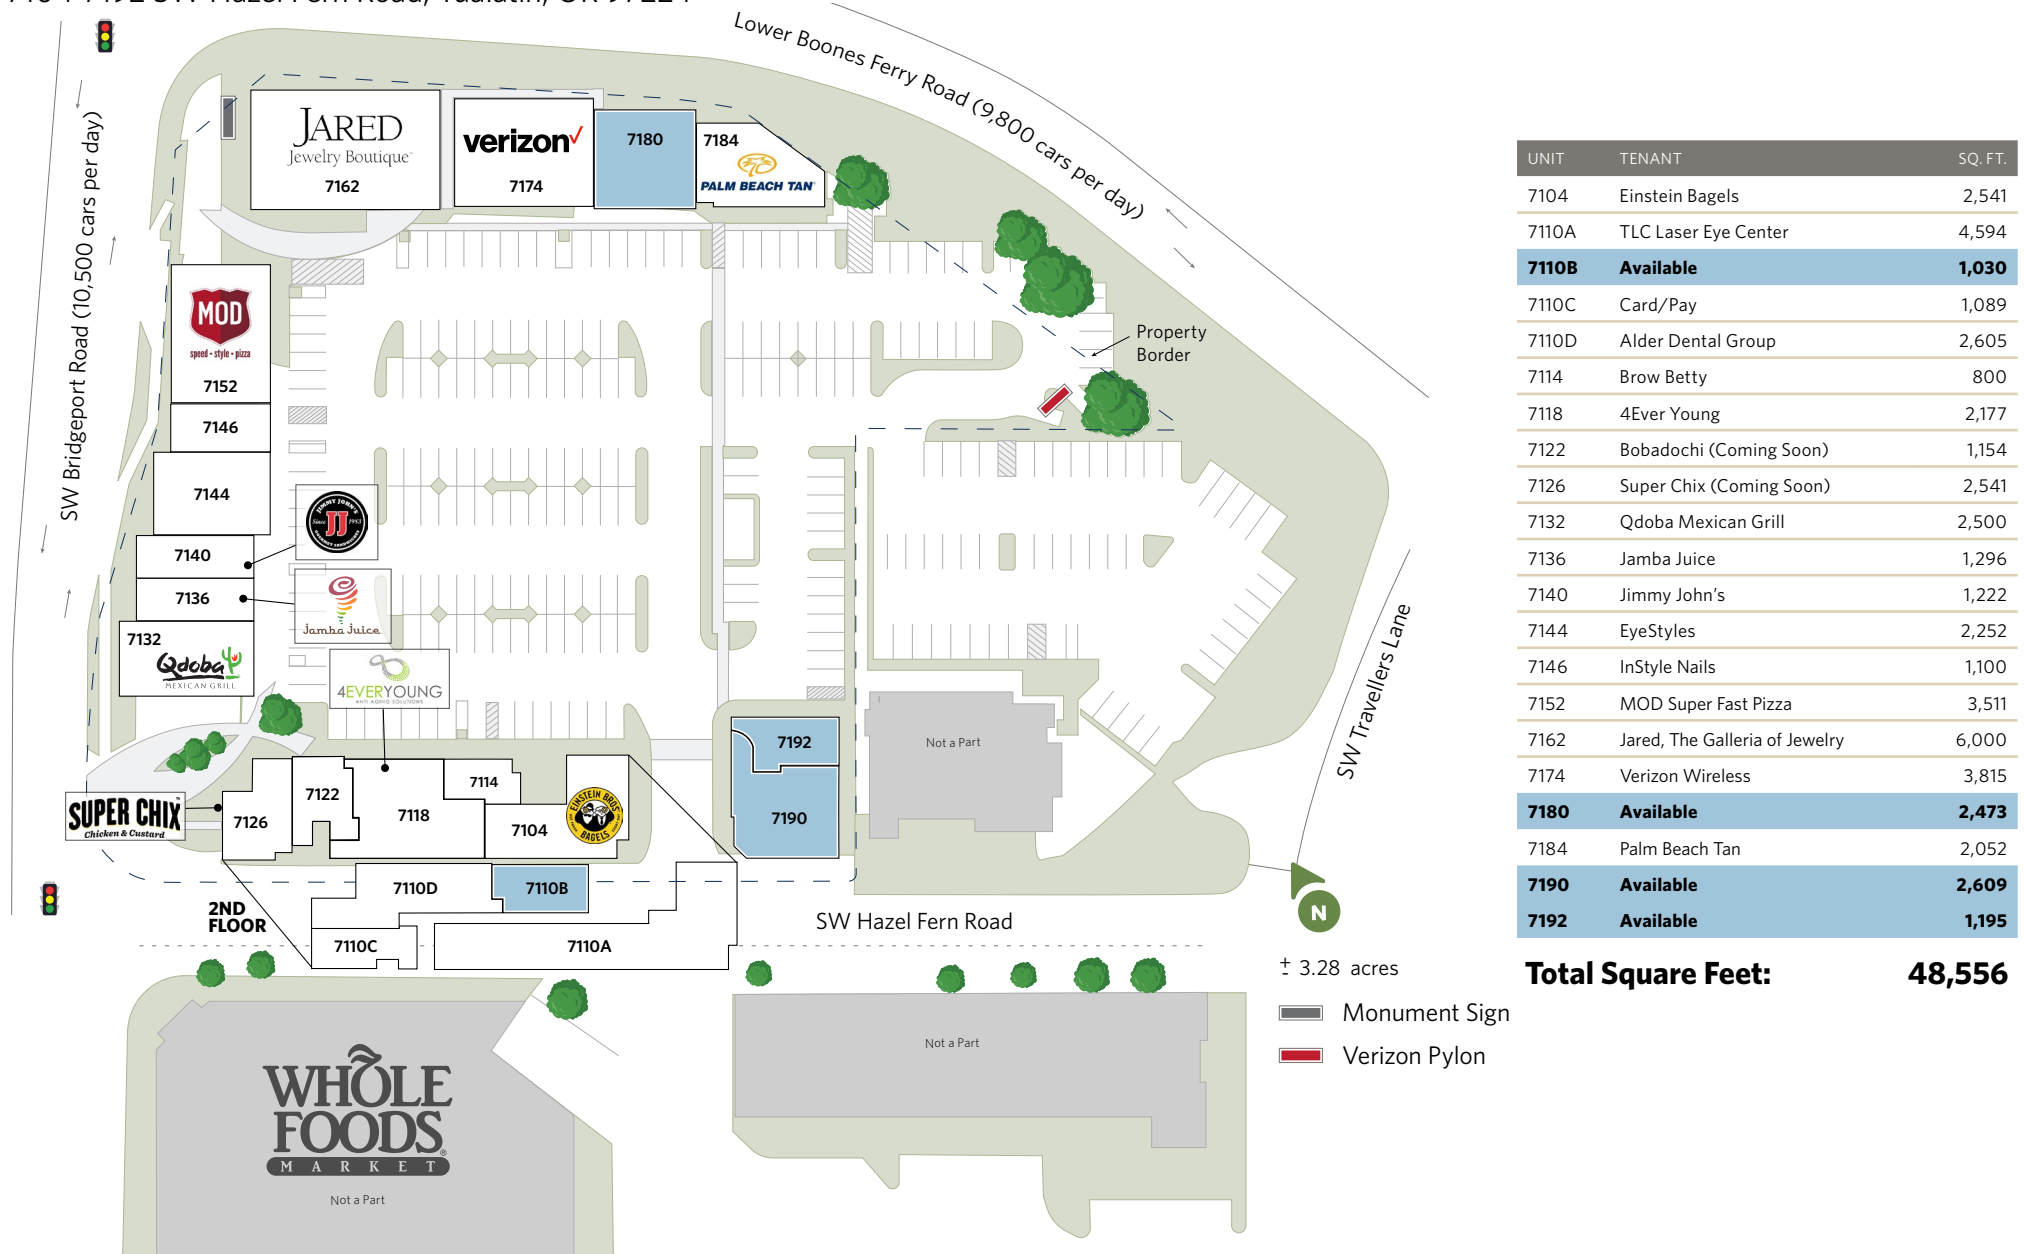 Lower Boones Ferry Road (9,800 cars per day)
SW Bridgeport Road (10,500 cars per day)
JARED
Jewelry Boutique
7162
verizon
7174
7180
7184
PALM BEACH TAN
MOD
speed • style • pizza
7152
7146
7144
JIMMY JOHN'S
Since JJ 1983
GOURMET SANDWICHES
7140
7136
Jamba Juice
7132
Qdoba
MEXICAN GRILL
4EVERYOUNG
ANTI AGING SOLUTIONS
Property
Border
SW Travellers Lane
Not a Part
7192
7190
SUPER CHIX
Chicken & Custard
7126
7122
7118
7114
7104
EINSTEIN BROS
BAGELS
7110D
7110B
2ND
FLOOR
7110C
7110A
SW Hazel Fern Road
N
± 3.28 acres
Monument Sign
Verizon Pylon
WHOLE
FOODS
MARKET
Not a Part
Not a Part
UNIT TENANT SQ. FT.
7104 Einstein Bagels 2,541
7110A TLC Laser Eye Center 4,594
7110B Available 1,030
7110C Card/Pay 1,089
7110D Alder Dental Group 2,605
7114 Brow Betty 800
7118 4Ever Young 2,177
7122 Bobadochi (Coming Soon) 1,154
7126 Super Chix (Coming Soon) 2,541
7132 Qdoba Mexican Grill 2,500
7136 Jamba Juice 1,296
7140 Jimmy John’s 1,222
7144 EyeStyles 2,252
7146 InStyle Nails 1,100
7152 MOD Super Fast Pizza 3,511
7162 Jared, The Galleria of Jewelry 6,000
7174 Verizon Wireless 3,815
7180 Available 2,473
7184 Palm Beach Tan 2,052
7190 Available 2,609
7192 Available 1,195
Total Square Feet: 48,556